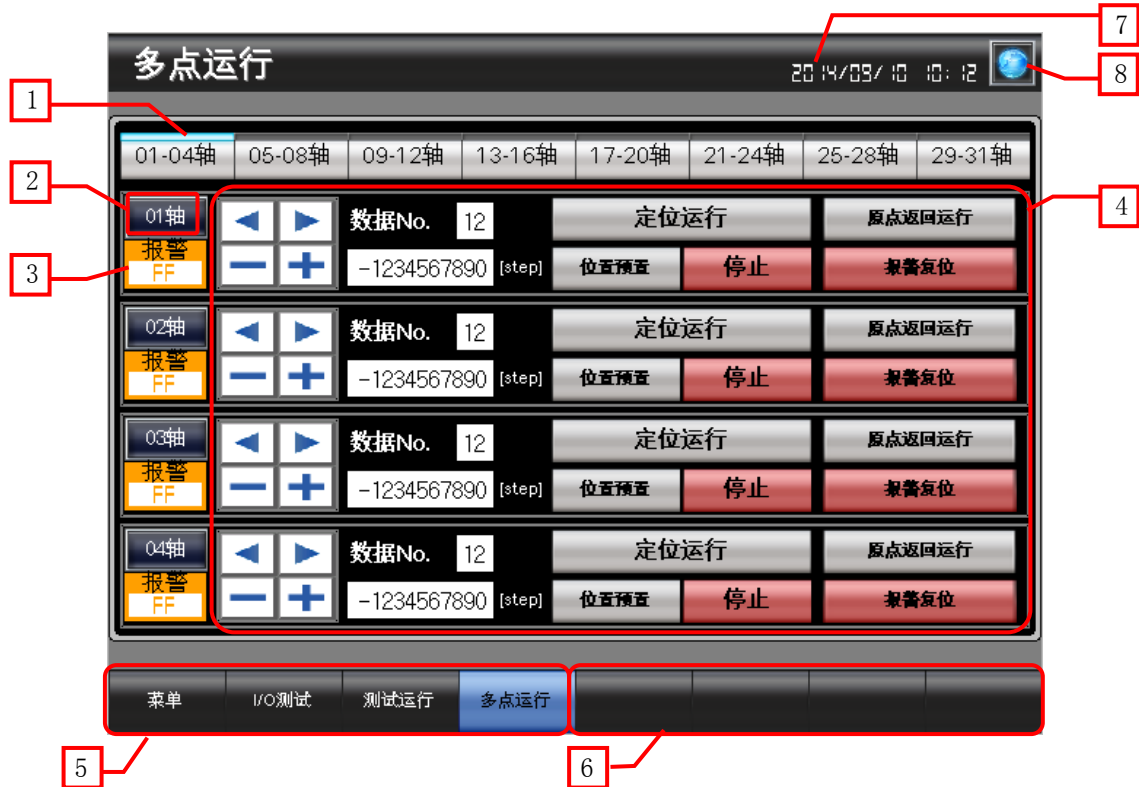 7
多点运行 2014/09/10 10:12
8
1
01-04轴 05-08轴 09-12轴 13-16轴 17-20轴 21-24轴 25-28轴 29-31轴
2
4
01轴 数据No. 12 定位运行 原点返回运行
3
报警
FF -1234567890 [step] 位置预置 停止 报警复位
02轴 数据No. 12 定位运行 原点返回运行
报警
FF -1234567890 [step] 位置预置 停止 报警复位
03轴 数据No. 12 定位运行 原点返回运行
报警
FF -1234567890 [step] 位置预置 停止 报警复位
04轴 数据No. 12 定位运行 原点返回运行
报警
FF -1234567890 [step] 位置预置 停止 报警复位
菜单 I/O测试 测试运行 多点运行
5 6